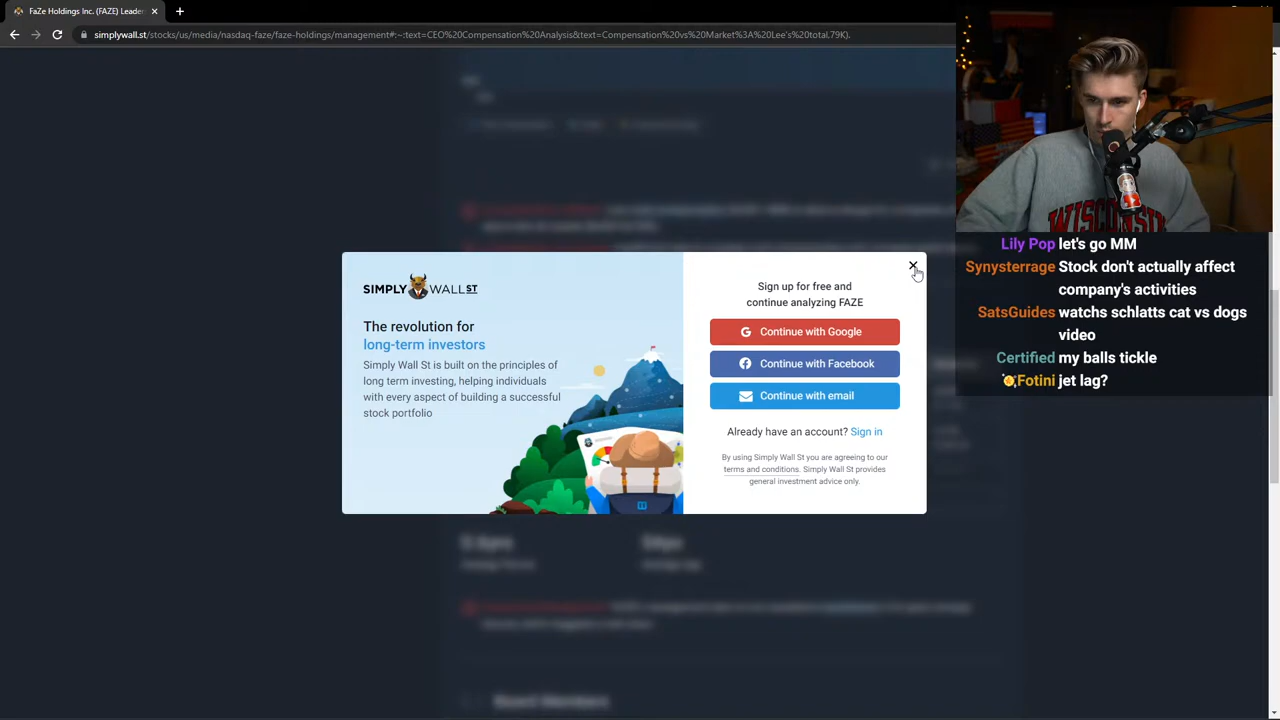 FaZe Holdings Inc. (FAZE) Leader
simplywall.st/stocks/us/media/nasdaq-faze/faze-holdings/management#:~:text=CEO%20Compensation%20Analysis&text=Compensation%20vs%20Market%3A%20Lee's%20total,79K).
SIMPLY WALL ST
The revolution for
long-term investors
Simply Wall St is built on the principles of
long term investing, helping individuals
with every aspect of building a successful
stock portfolio
Sign up for free and
continue analyzing FAZE
Continue with Google
Continue with Facebook
Continue with email
Already have an account? Sign in
By using Simply Wall St you are agreeing to our
terms and conditions. Simply Wall St provides
general investment advice only.
Board Members
WISCONSIN
Lily Pop let's go MM
Synysterrage Stock don't actually affect
company's activities
SatsGuides watchs schlatts cat vs dogs
video
Certified my balls tickle
Fotini jet lag?